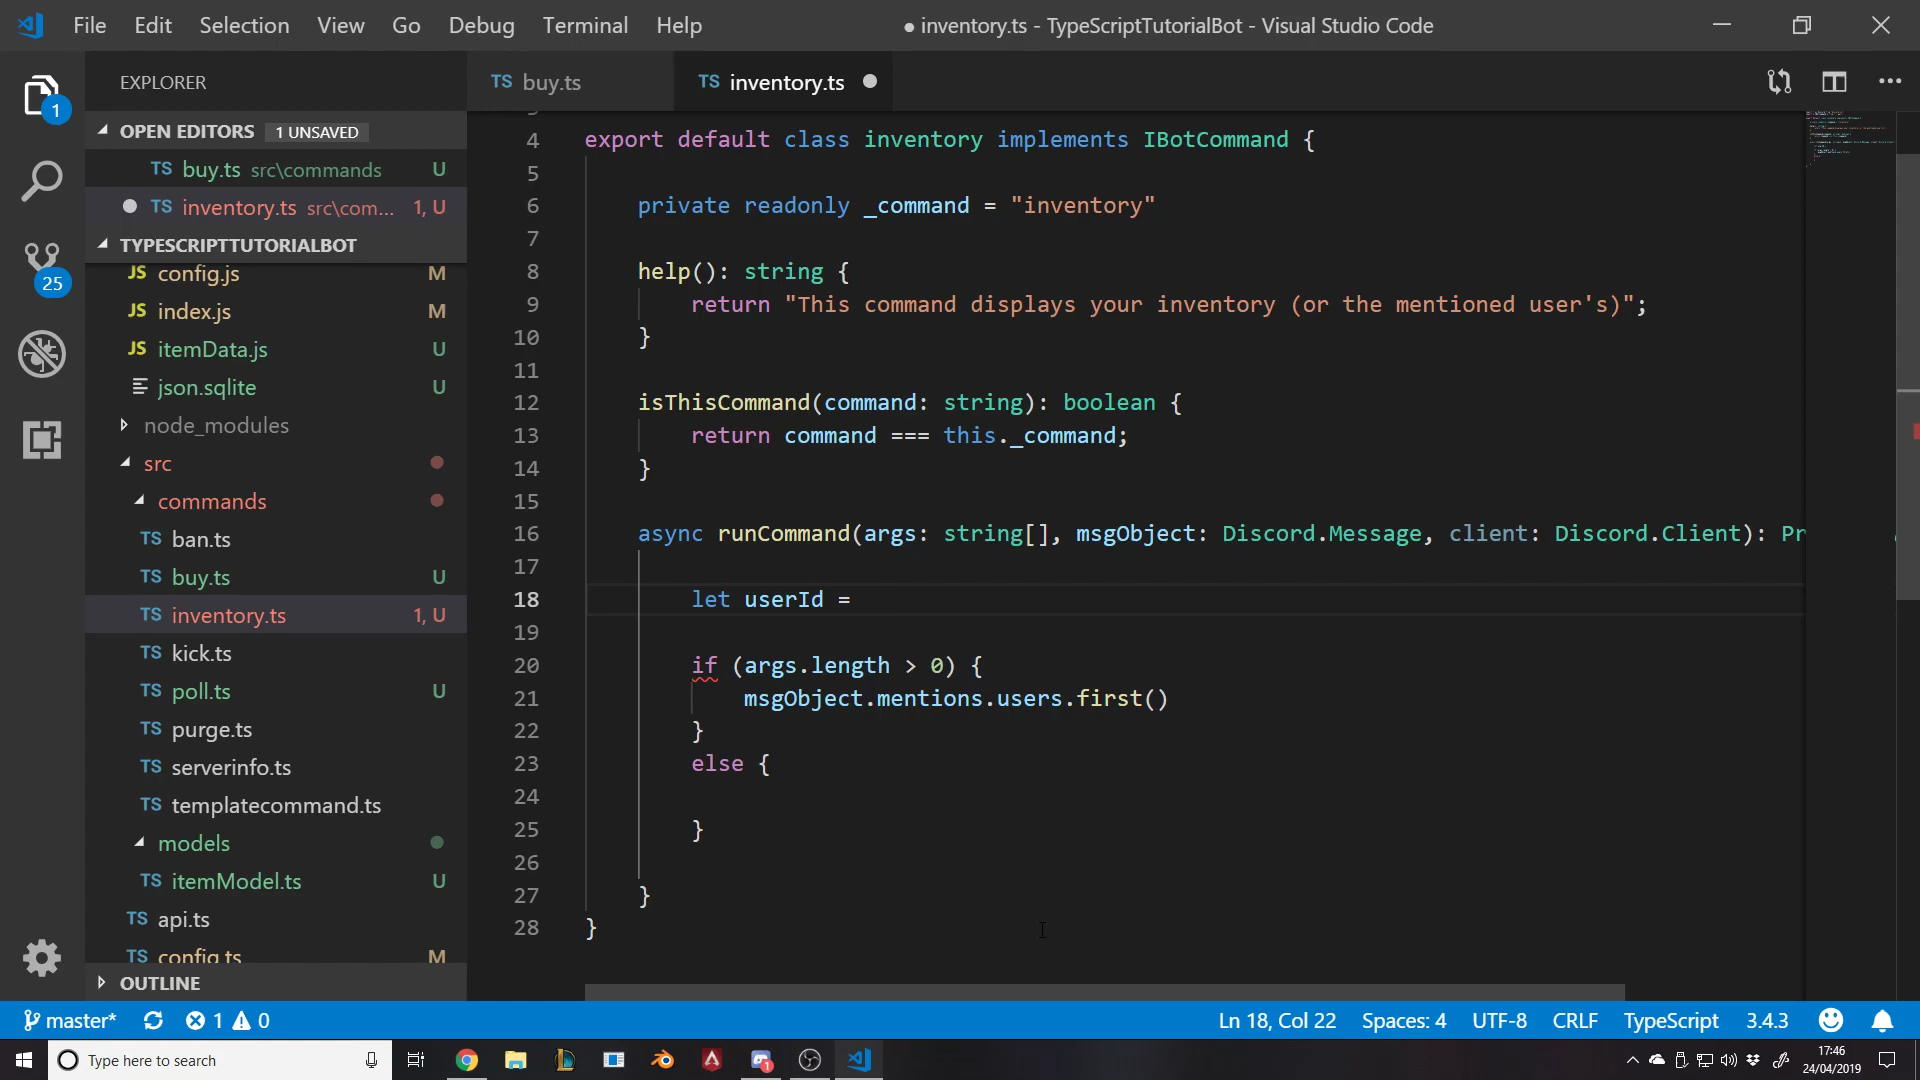 File Edit Selection View Go Debug Terminal Help
● inventory.ts - TypeScriptTutorialBot - Visual Studio Code
EXPLORER
OPEN EDITORS 1 UNSAVED
TS buy.ts src\commands U
TS inventory.ts src\com... 1, U
TYPESCRIPTTUTORIALBOT
JS config.js M
JS index.js M
JS itemData.js U
json.sqlite U
node_modules
src
commands
TS ban.ts
TS buy.ts U
TS inventory.ts 1, U
TS kick.ts
TS poll.ts U
TS purge.ts
TS serverinfo.ts
TS templatecommand.ts
models
TS itemModel.ts U
TS api.ts
TS config.ts M
OUTLINE
1
25
TS buy.ts
TS inventory.ts
4 export default class inventory implements IBotCommand {
5
6 private readonly _command = "inventory"
7
8 help(): string {
9 return "This command displays your inventory (or the mentioned user's)";
10 }
11
12 isThisCommand(command: string): boolean {
13 return command === this._command;
14 }
15
16 async runCommand(args: string[], msgObject: Discord.Message, client: Discord.Client): Pr
17
18 let userId =
19
20 if (args.length > 0) {
21 msgObject.mentions.users.first()
22 }
23 else {
24
25 }
26
27 }
28 }
master* 1 0
Ln 18, Col 22 Spaces: 4 UTF-8 CRLF TypeScript 3.4.3
Type here to search
1
17:46
24/04/2019